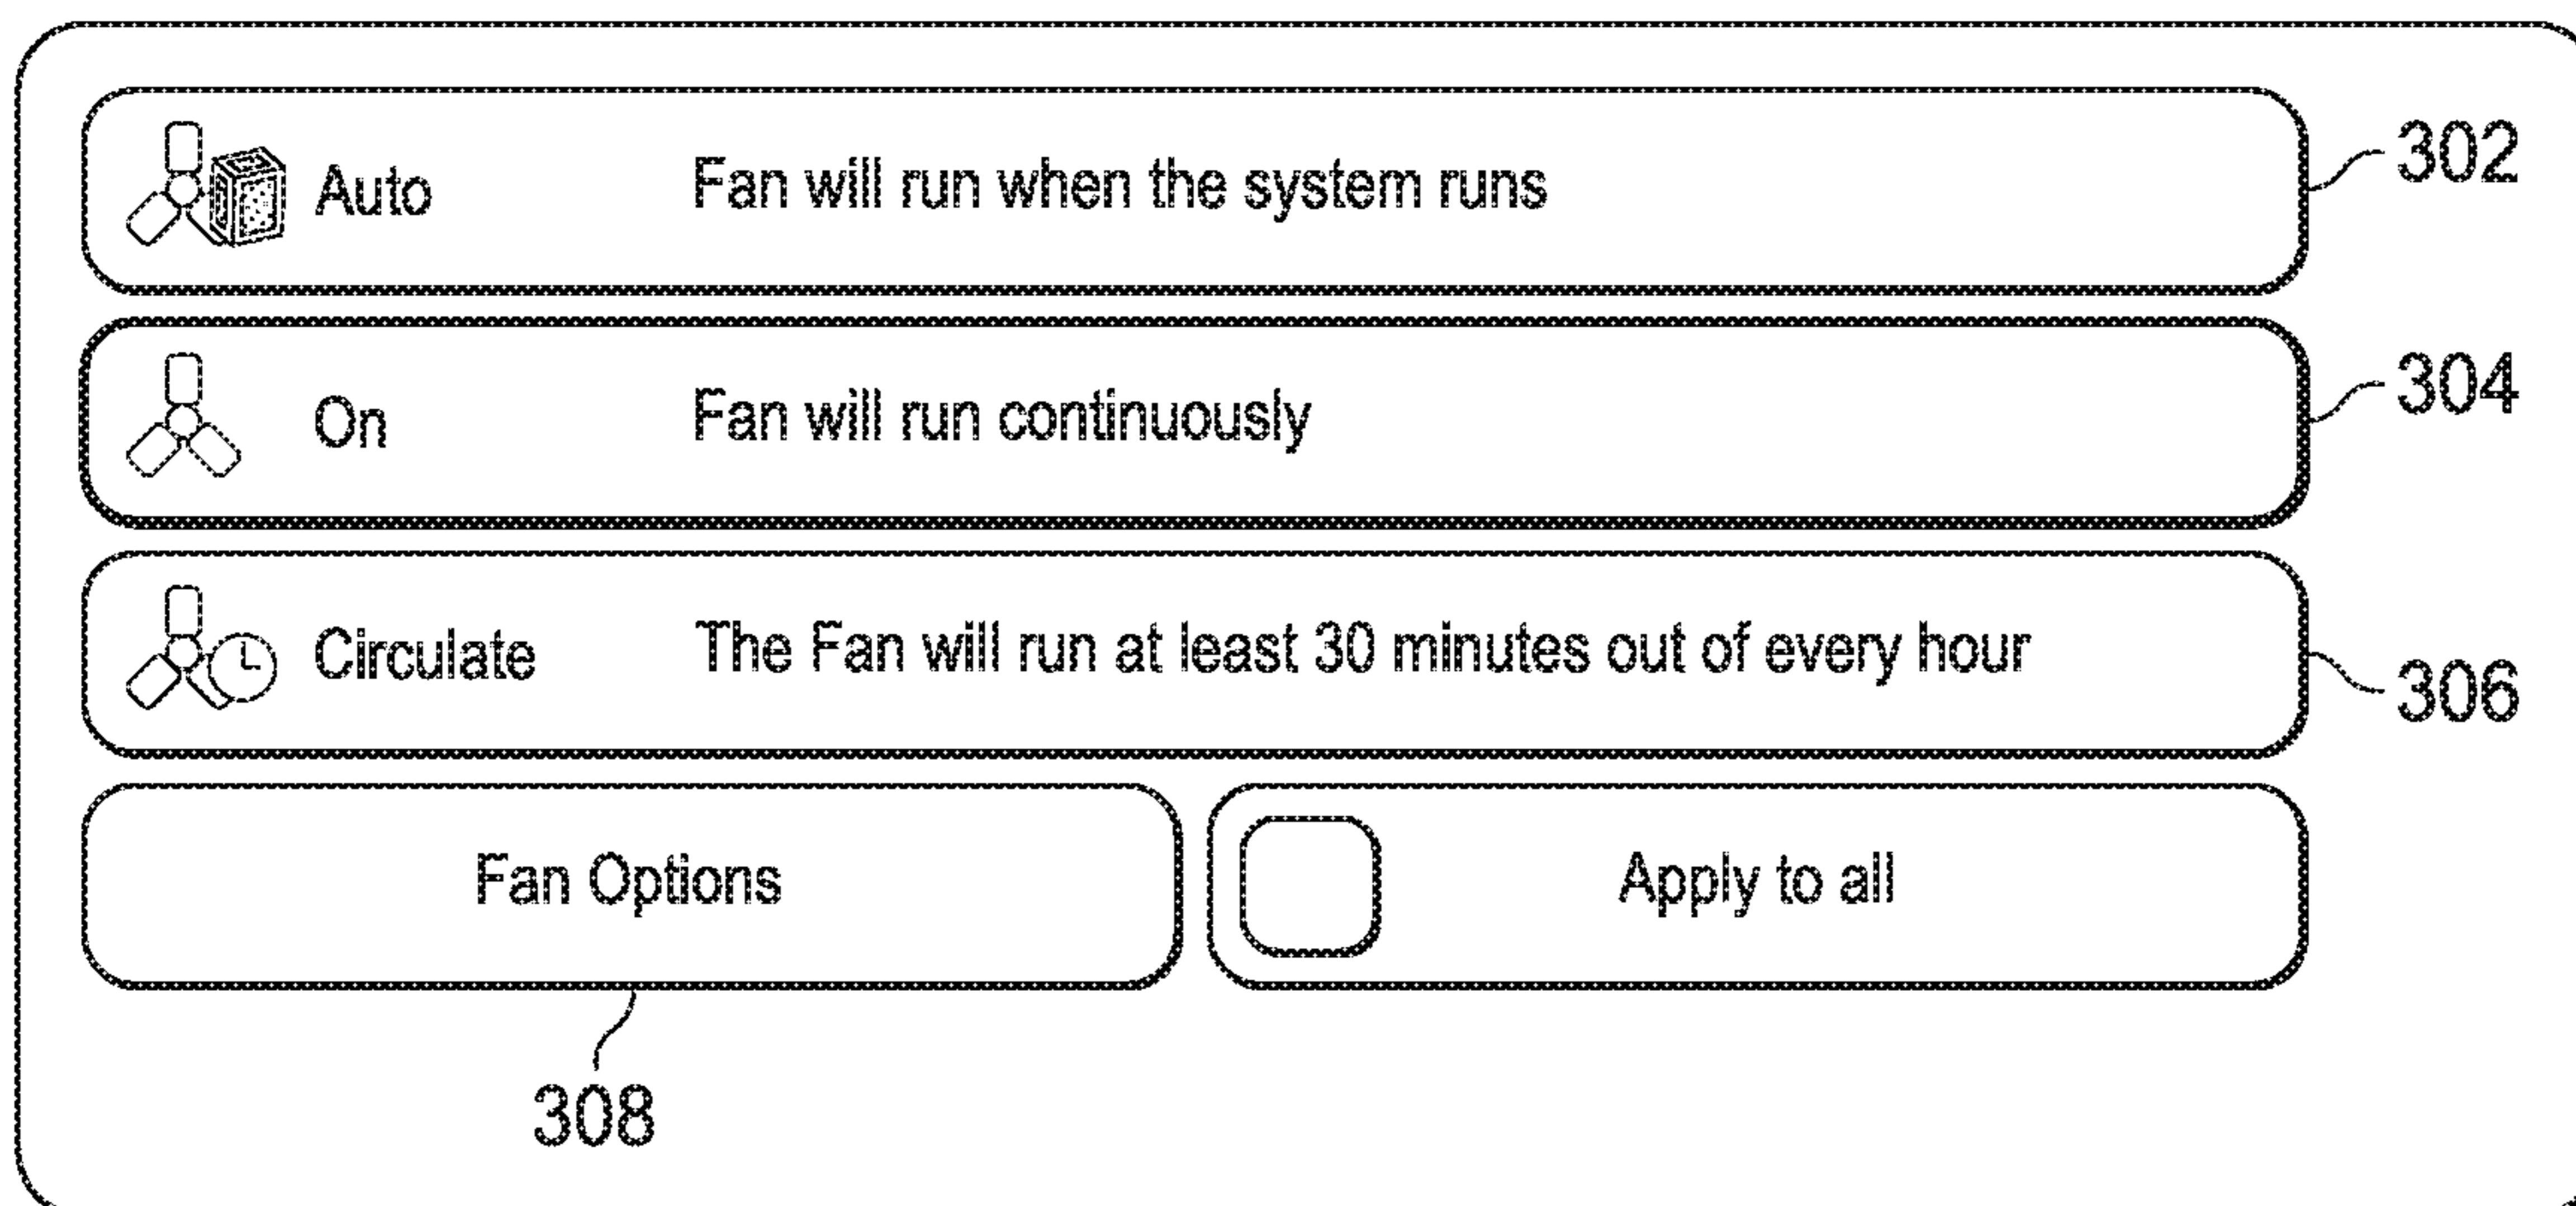 Auto Fan will run when the system runs 302
On Fan will run continuously 304
Circulate The Fan will run at least 30 minutes out of every hour 306
Fan Options Apply to all
308